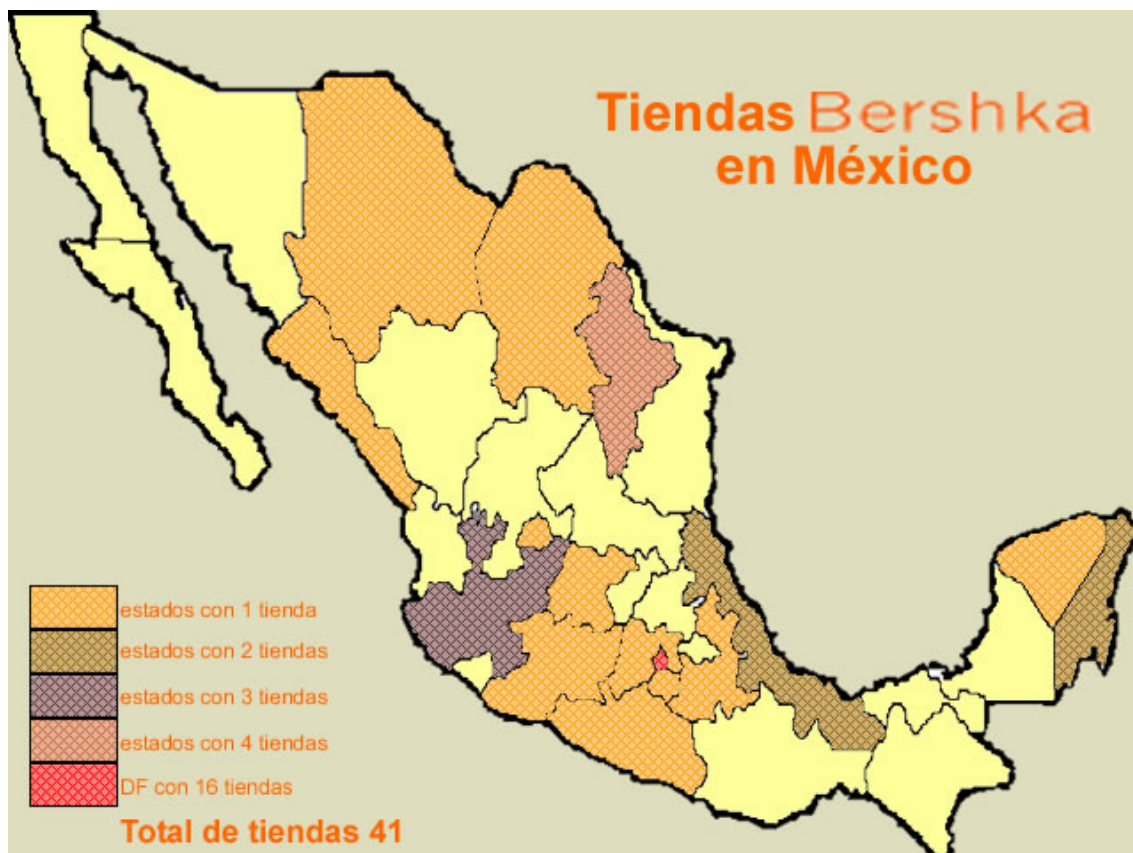 Tiendas Bershka
en México
estados con 1 tienda
estados con 2 tiendas
estados con 3 tiendas
estados con 4 tiendas
DF con 16 tiendas
Total de tiendas 41